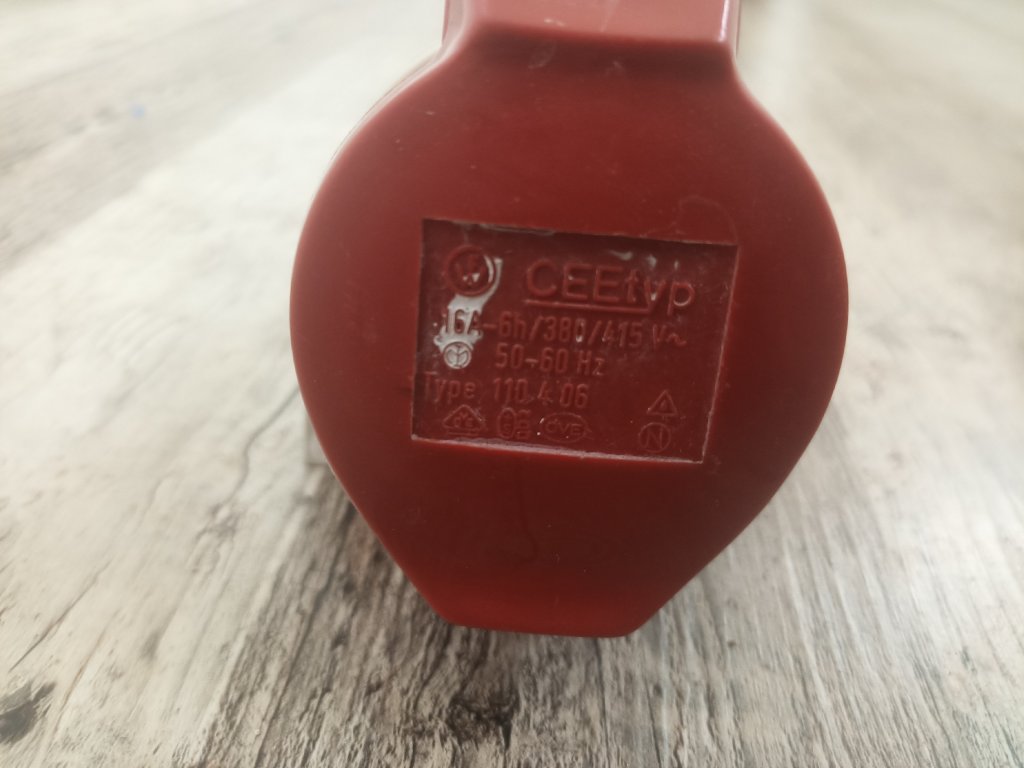 CEEtyp
16A-6h/380/415 V~
50-60 Hz
Type 110.4.06
N